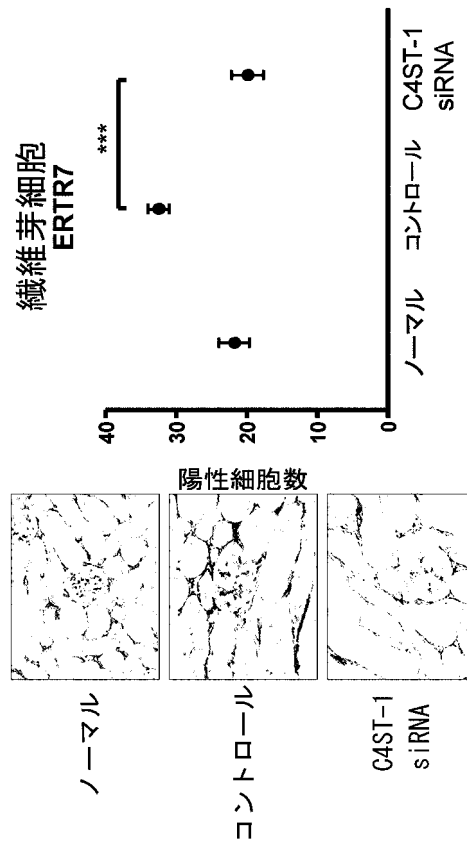 ノーマル
コントロール
C4ST-1
siRNA
繊維芽細胞
ERTR7
***
陽性細胞数
40
30
20
10
0
ノーマル
コントロール
C4ST-1
siRNA